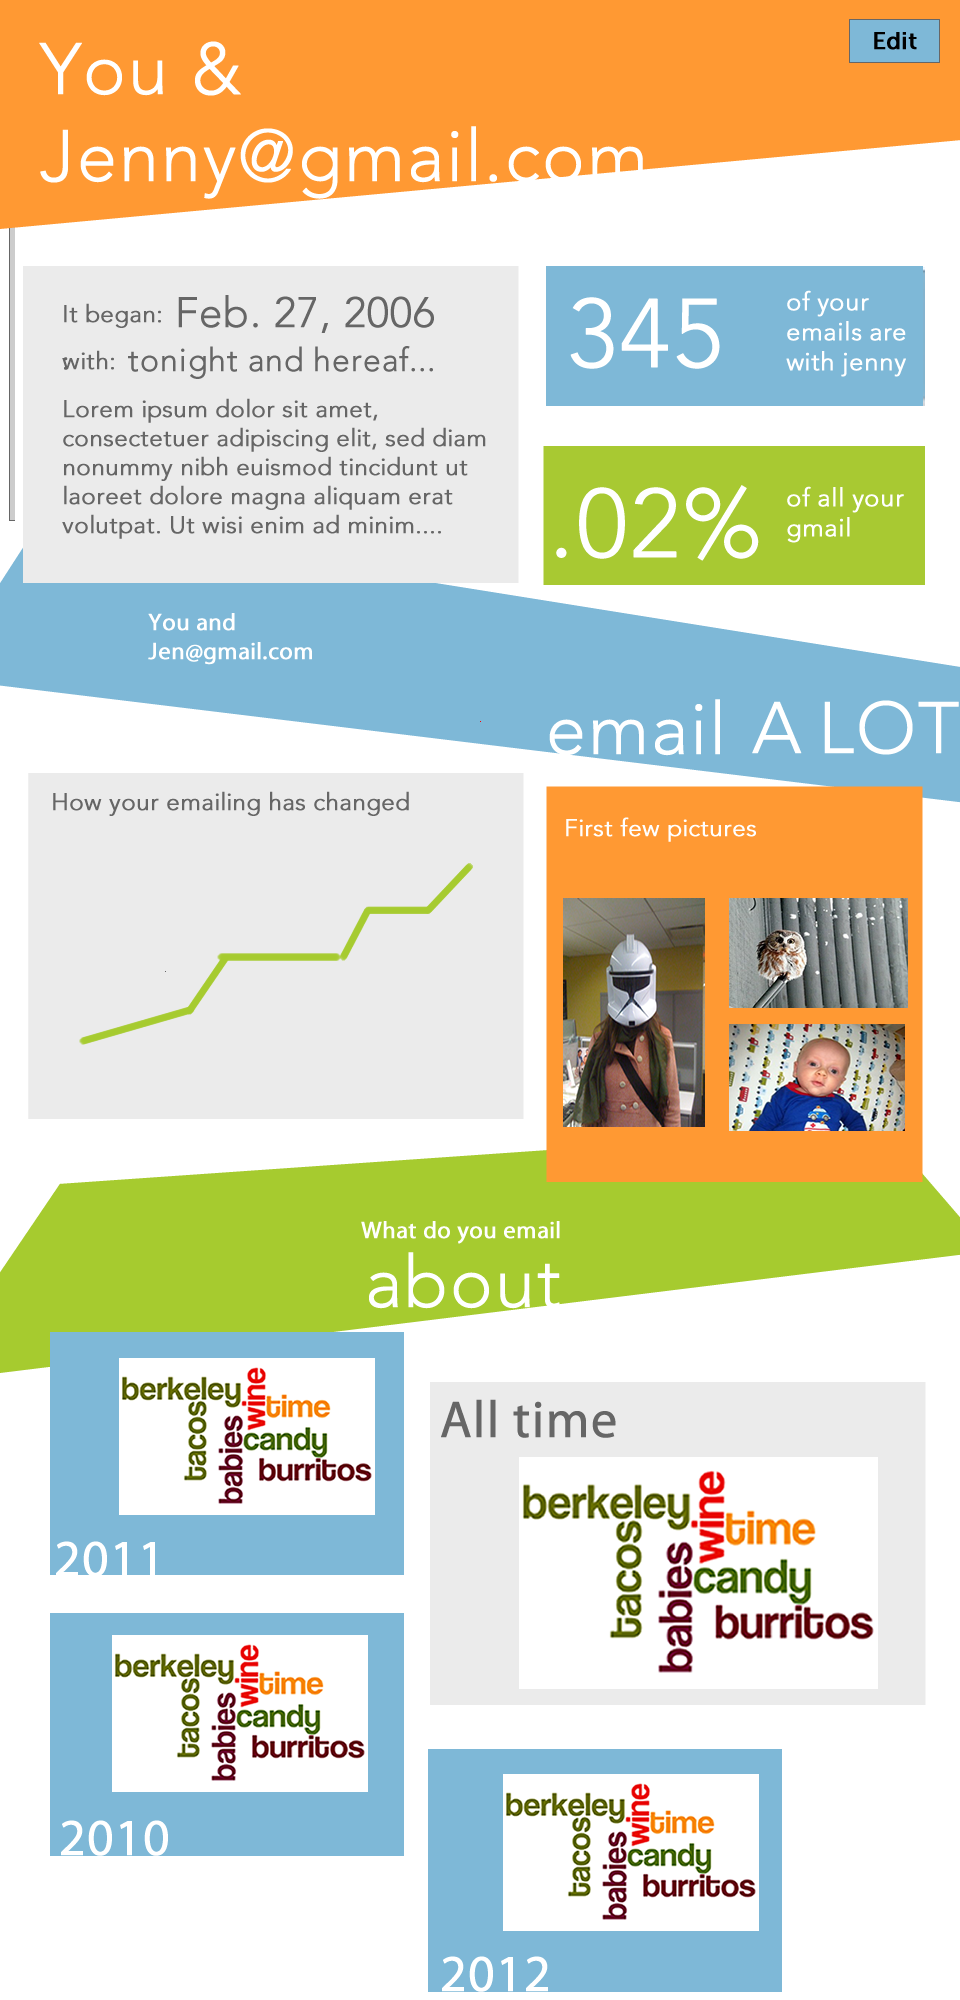 You &
Jenny@gmail.com
Edit
It began: Feb. 27, 2006
with: tonight and hereaf...
Lorem ipsum dolor sit amet,
consectetuer adipiscing elit, sed diam
nonummy nibh euismod tincidunt ut
laoreet dolore magna aliquam erat
volutpat. Ut wisi enim ad minim....
345
of your
emails are
with jenny
.02%
of all your
gmail
You and
Jen@gmail.com
email A LOT
How your emailing has changed
First few pictures
What do you email
about
berkeley
tacos
babies
wine
time
candy
burritos
2011
All time
berkeley
tacos
babies
wine
time
candy
burritos
berkeley
tacos
babies
wine
time
candy
burritos
2010
berkeley
tacos
babies
wine
time
candy
burritos
2012